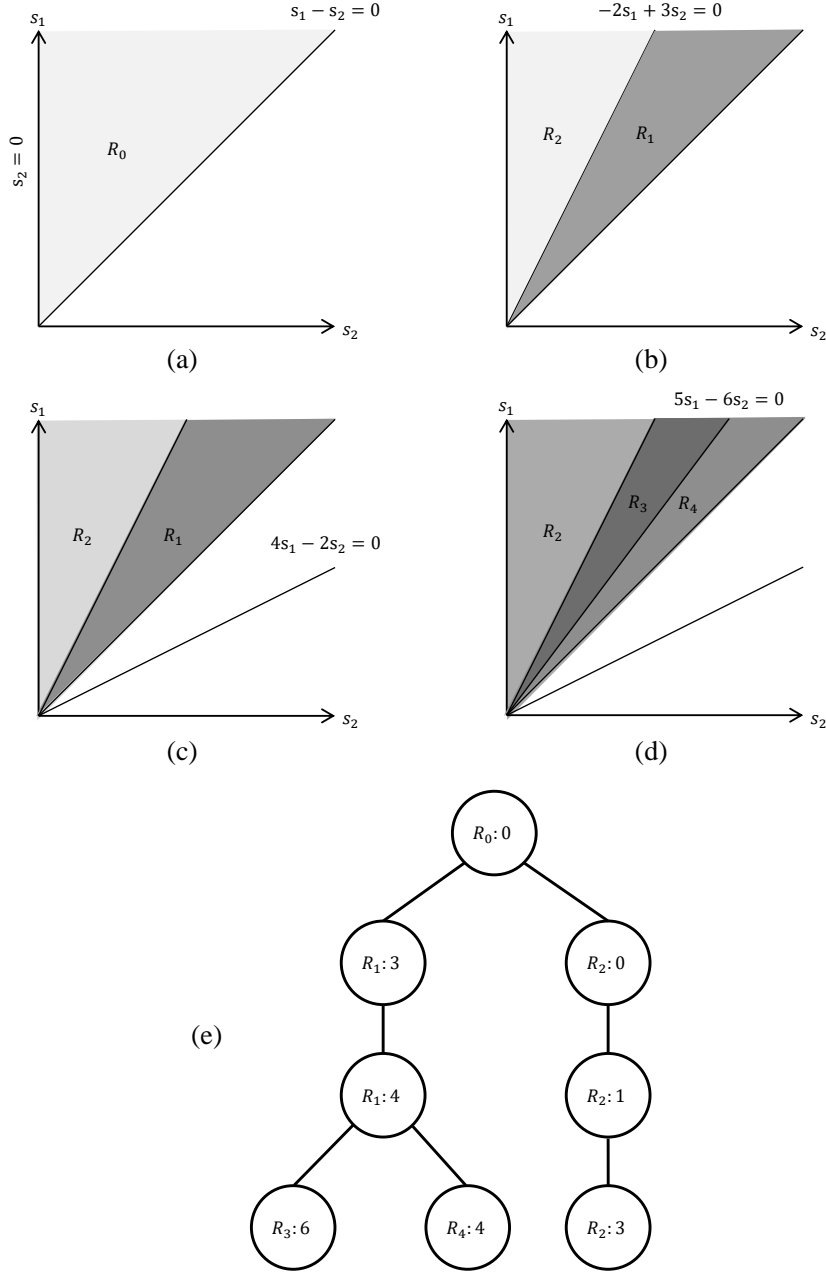 s₁ − s₂ = 0
s₁
s₂ = 0
R₀
s₂
(a)
−2s₁ + 3s₂ = 0
s₁
R₂
R₁
s₂
(b)
s₁
R₂
R₁
4s₁ − 2s₂ = 0
s₂
(c)
5s₁ − 6s₂ = 0
s₁
R₂
R₃
R₄
s₂
(d)
R₀: 0
R₁: 3
R₂: 0
(e)
R₁: 4
R₂: 1
R₃: 6
R₄: 4
R₂: 3